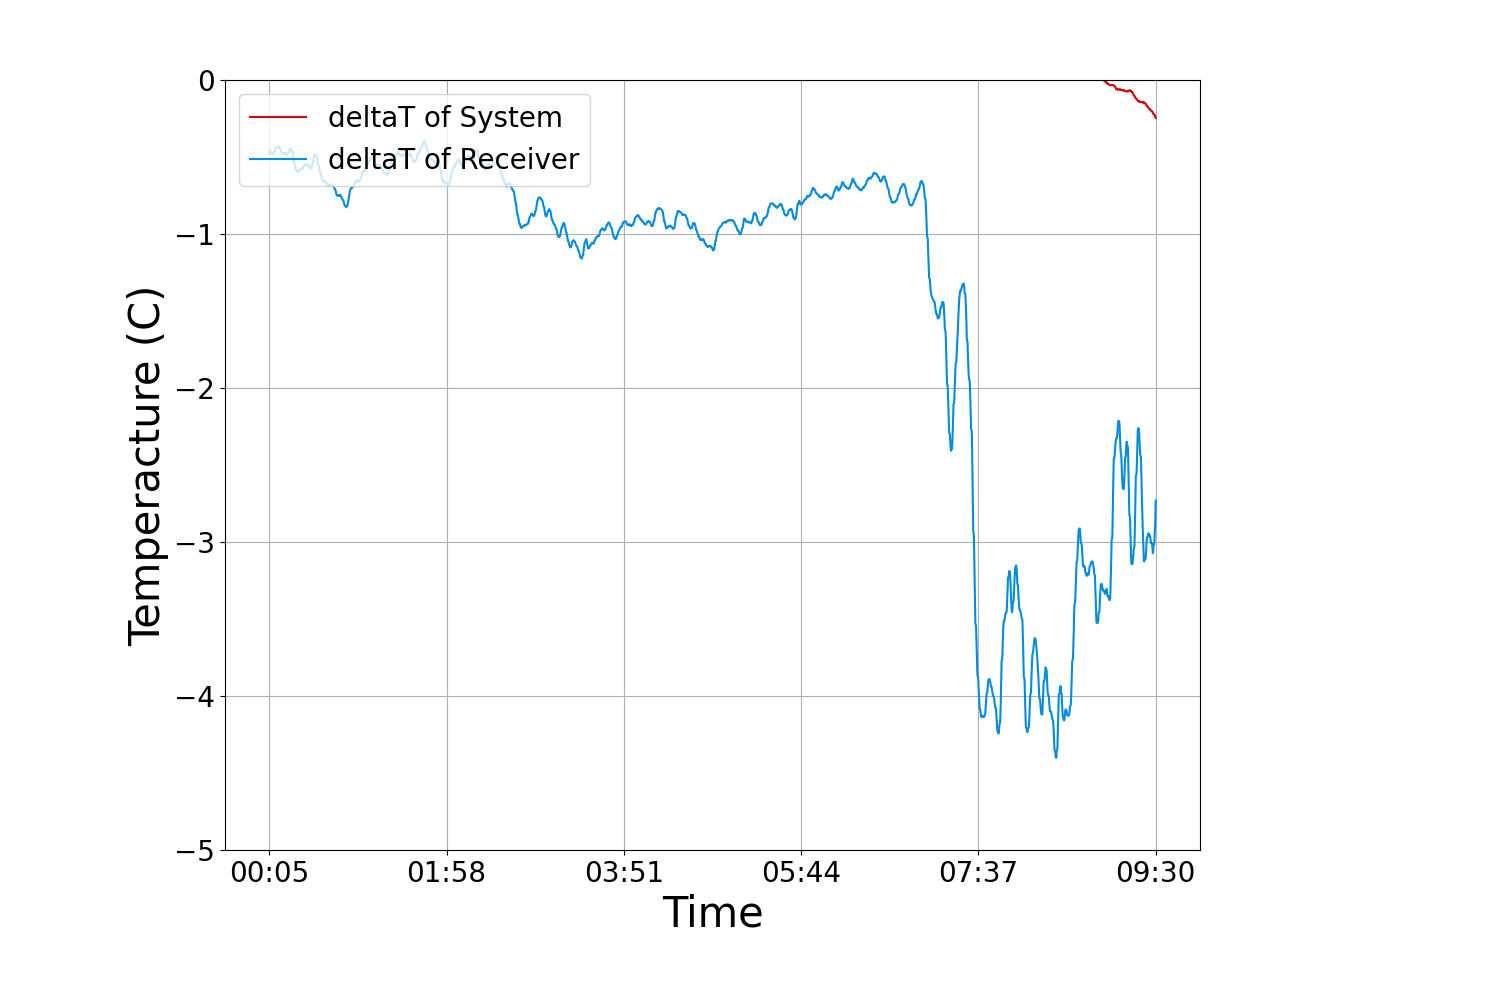 0
deltaT of System
deltaT of Receiver
−1
−2
−3
−4
−5
Temperacture (C)
00:05 01:58 03:51 05:44 07:37 09:30
Time